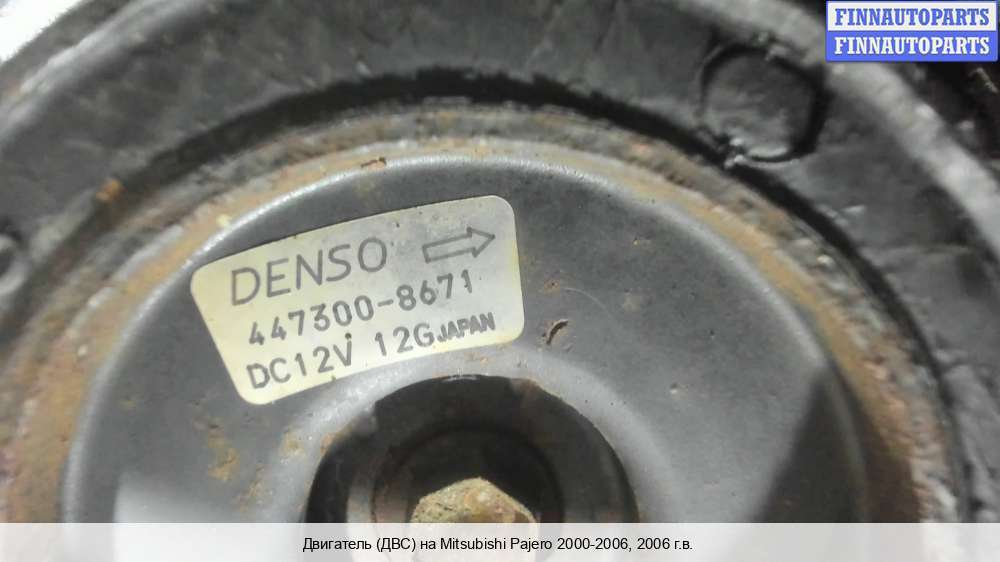 FINNAUTOPARTS
FINNAUTOPARTS
DENSO
447300-8671
DC12V 12G JAPAN
Двигатель (ДВС) на Mitsubishi Pajero 2000-2006, 2006 г.в.